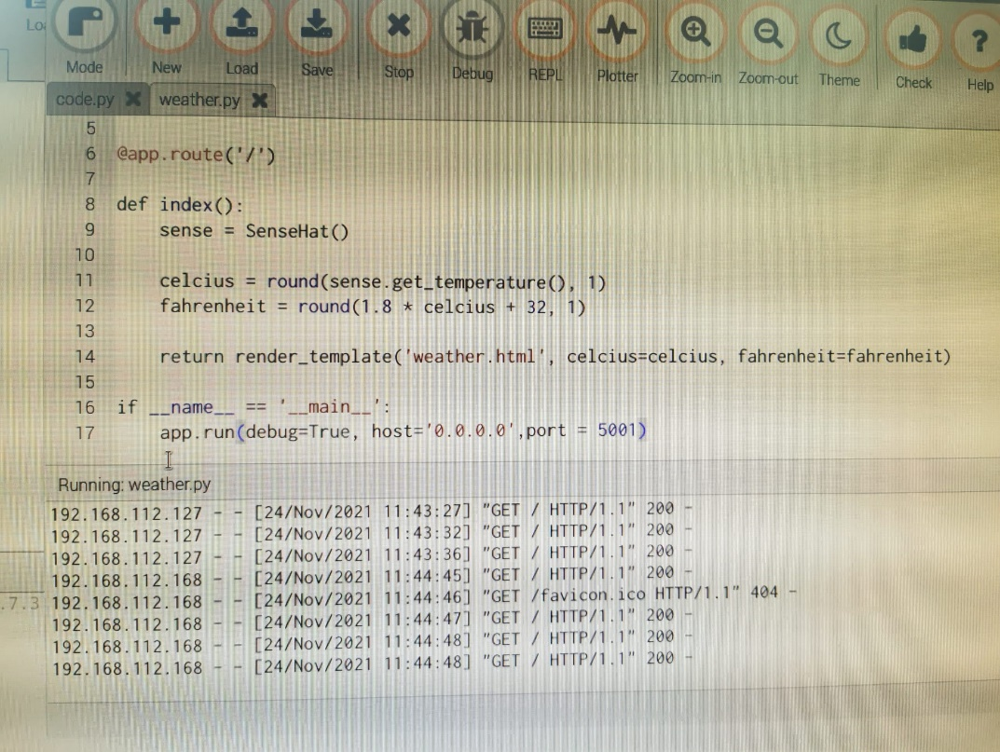 Mode New Load Save Stop Debug REPL Plotter Zoom-in Zoom-out Theme Check Help
code.py weather.py
5
6 @app.route('/')
7
8 def index():
9 sense = SenseHat()
10
11 celcius = round(sense.get_temperature(), 1)
12 fahrenheit = round(1.8 * celcius + 32, 1)
13
14 return render_template('weather.html', celcius=celcius, fahrenheit=fahrenheit)
15
16 if __name__ == '__main__':
17 app.run(debug=True, host='0.0.0.0',port = 5001)
Running: weather.py
192.168.112.127 - - [24/Nov/2021 11:43:27] "GET / HTTP/1.1" 200 -
192.168.112.127 - - [24/Nov/2021 11:43:32] "GET / HTTP/1.1" 200 -
192.168.112.127 - - [24/Nov/2021 11:43:36] "GET / HTTP/1.1" 200 -
192.168.112.168 - - [24/Nov/2021 11:44:45] "GET / HTTP/1.1" 200 -
192.168.112.168 - - [24/Nov/2021 11:44:46] "GET /favicon.ico HTTP/1.1" 404 -
192.168.112.168 - - [24/Nov/2021 11:44:47] "GET / HTTP/1.1" 200 -
192.168.112.168 - - [24/Nov/2021 11:44:48] "GET / HTTP/1.1" 200 -
192.168.112.168 - - [24/Nov/2021 11:44:48] "GET / HTTP/1.1" 200 -
.7.3